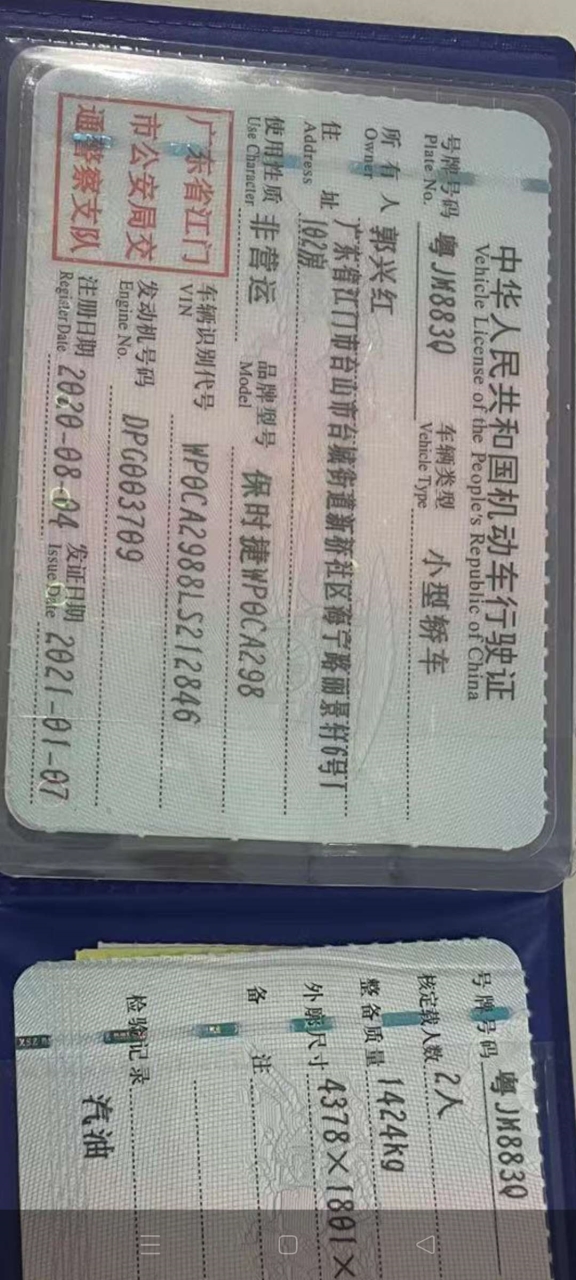 中华人民共和国机动车行驶证
Vehicle License of the People's Republic of China
号牌号码 粤JM883Q 车辆类型 小型轿车
Plate No. Vehicle Type
所有人 郭兴红
Owner
住址 广东省江门市台山市台城街道新桥社区海宁路丽景轩6号T
Address 102房
使用性质 非营运 品牌型号 保时捷WP0CA298
Use Character Model
广东省江门
市公安局交
通警察支队
车辆识别代号 WP0CA2988LS212846
VIN
发动机号码 DPG003709
Engine No.
注册日期 2020-08-04 发证日期 2021-01-07
Register Date Issue Date
号牌号码 粤JM883Q
核定载人数 2人
整备质量 1424kg
外廓尺寸 4378×1801×
备注
检验记录
汽油